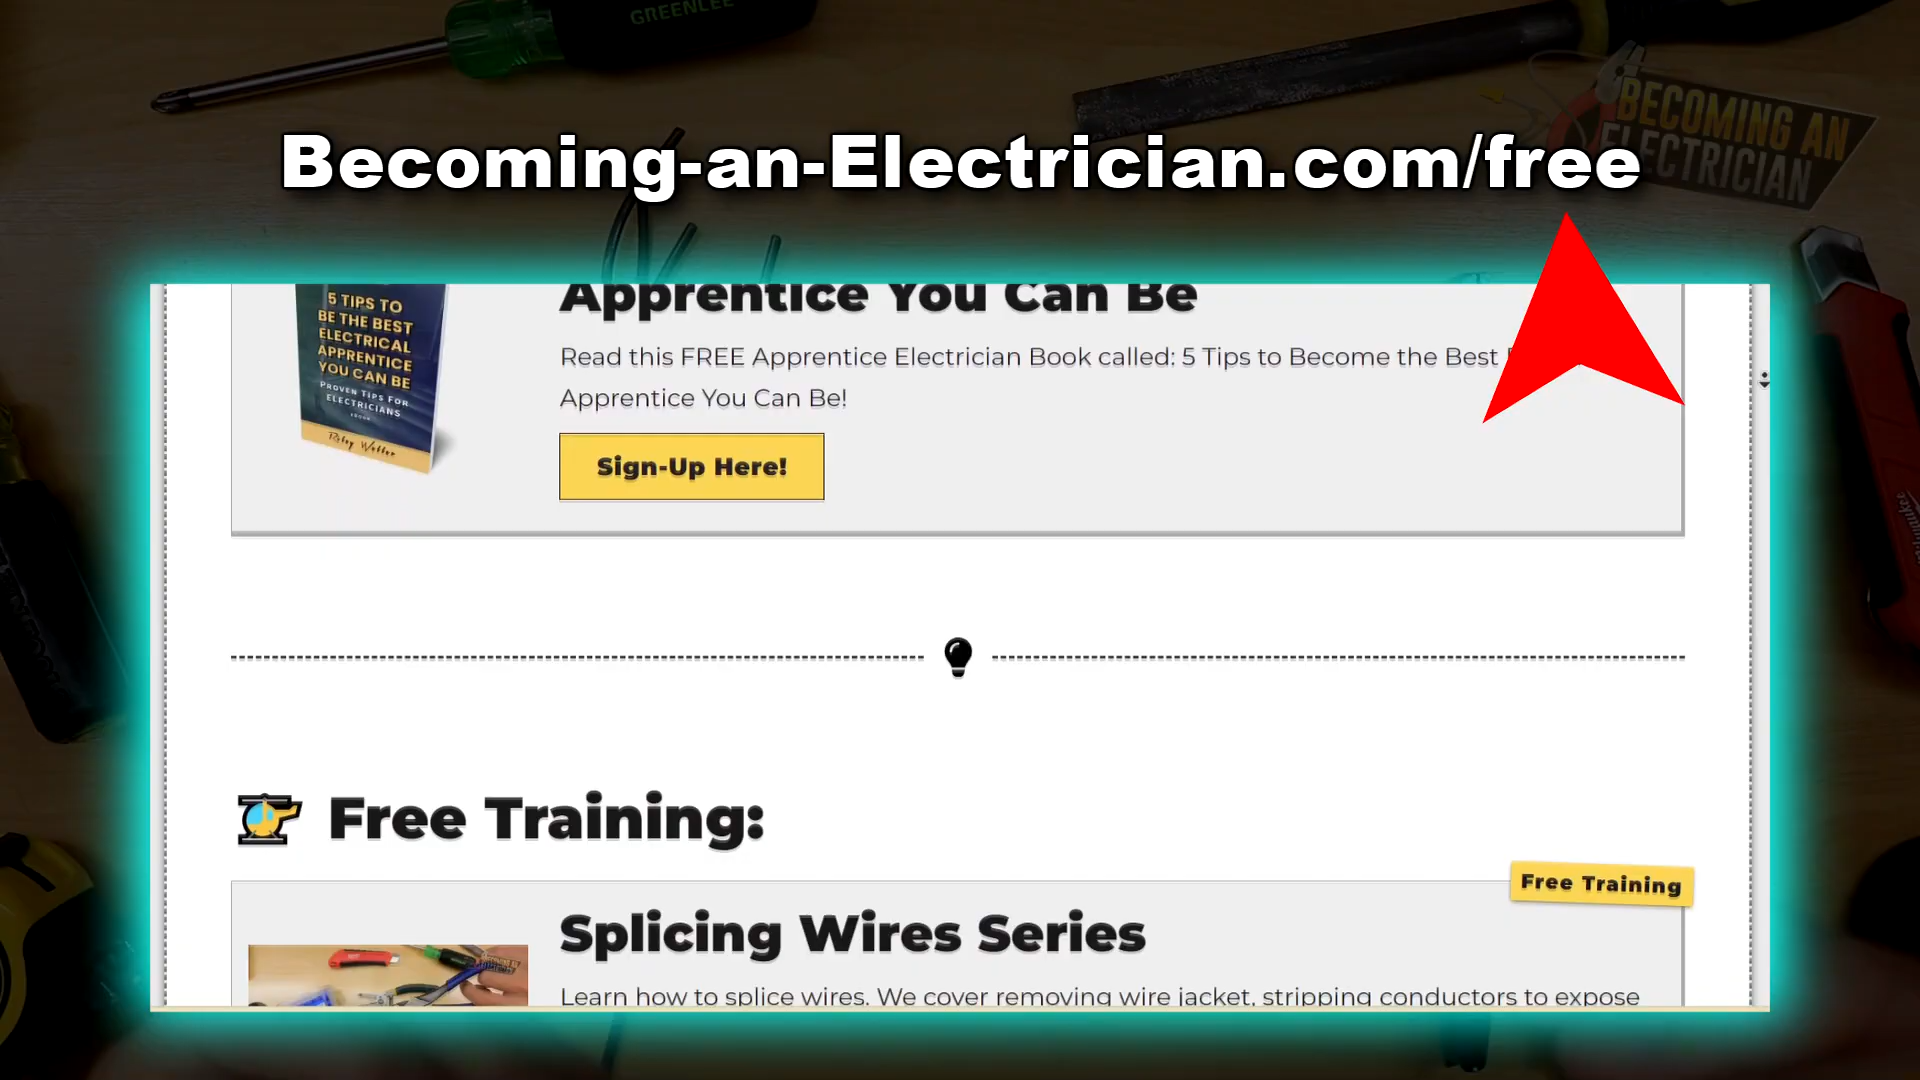 GREENLEE
BECOMING AN
ELECTRICIAN
Becoming-an-Electrician.com/free
5 TIPS TO
BE THE BEST
ELECTRICAL
APPRENTICE
YOU CAN BE
PROVEN TIPS FOR
ELECTRICIANS
EBOOK
Apprentice You Can Be
Read this FREE Apprentice Electrician Book called: 5 Tips to Become the Best
Apprentice You Can Be!
Sign-Up Here!
Milwaukee
Free Training:
Free Training
Splicing Wires Series
Learn how to splice wires. We cover removing wire jacket, stripping conductors to expose